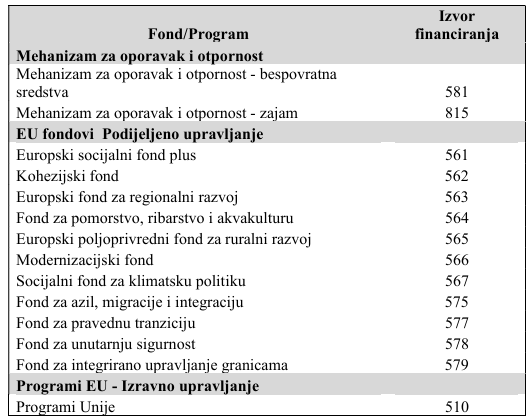 Fond/Program Izvor
financiranja
Mehanizam za oporavak i otpornost
Mehanizam za oporavak i otpornost - bespovratna
sredstva 581
Mehanizam za oporavak i otpornost - zajam 815
EU fondovi Podijeljeno upravljanje
Europski socijalni fond plus 561
Kohezijski fond 562
Europski fond za regionalni razvoj 563
Fond za pomorstvo, ribarstvo i akvakulturu 564
Europski poljoprivredni fond za ruralni razvoj 565
Modernizacijski fond 566
Socijalni fond za klimatsku politiku 567
Fond za azil, migracije i integraciju 575
Fond za pravednu tranziciju 577
Fond za unutarnju sigurnost 578
Fond za integrirano upravljanje granicama 579
Programi EU - Izravno upravljanje
Programi Unije 510